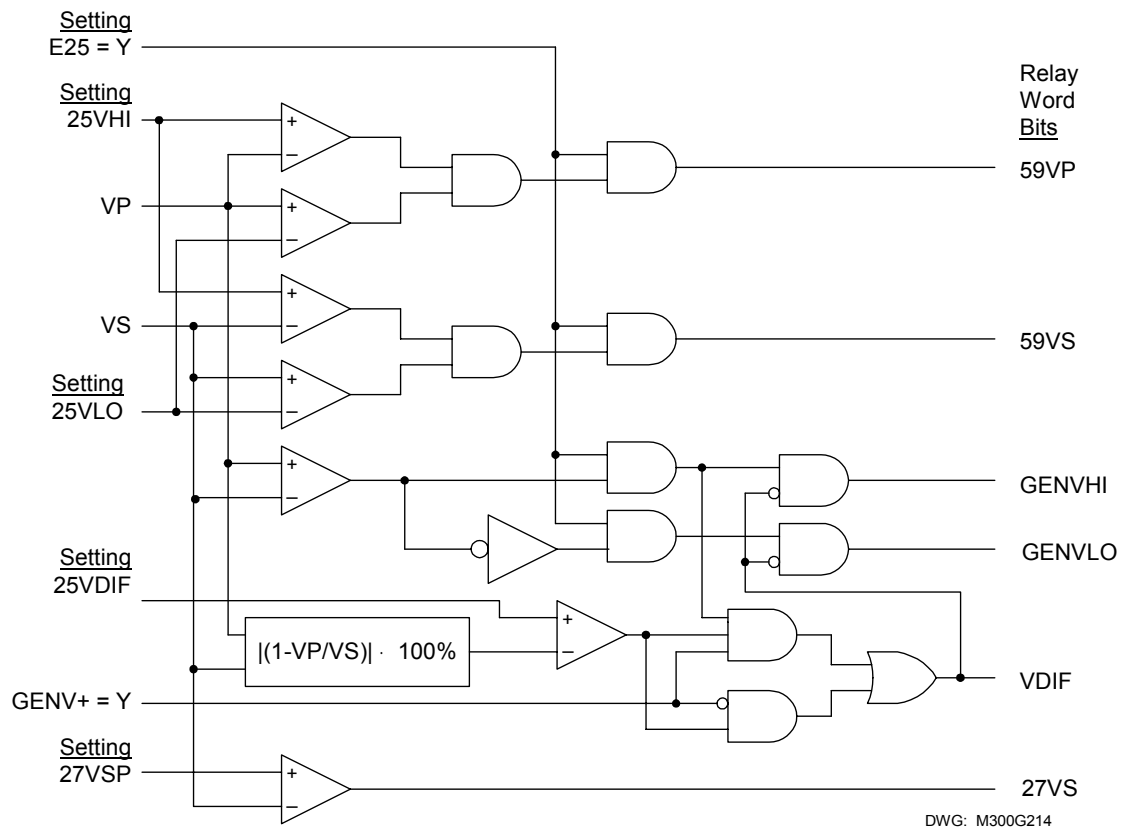 Setting
E25 = Y
Setting
25VHI
Relay
Word
Bits
+
−
59VP
VP
+
−
+
−
VS
59VS
Setting
25VLO
+
−
+
−
GENVHI
GENVLO
Setting
25VDIF
+
−
|(1-VP/VS)| · 100%
VDIF
GENV+ = Y
Setting
27VSP
+
−
27VS
DWG: M300G214